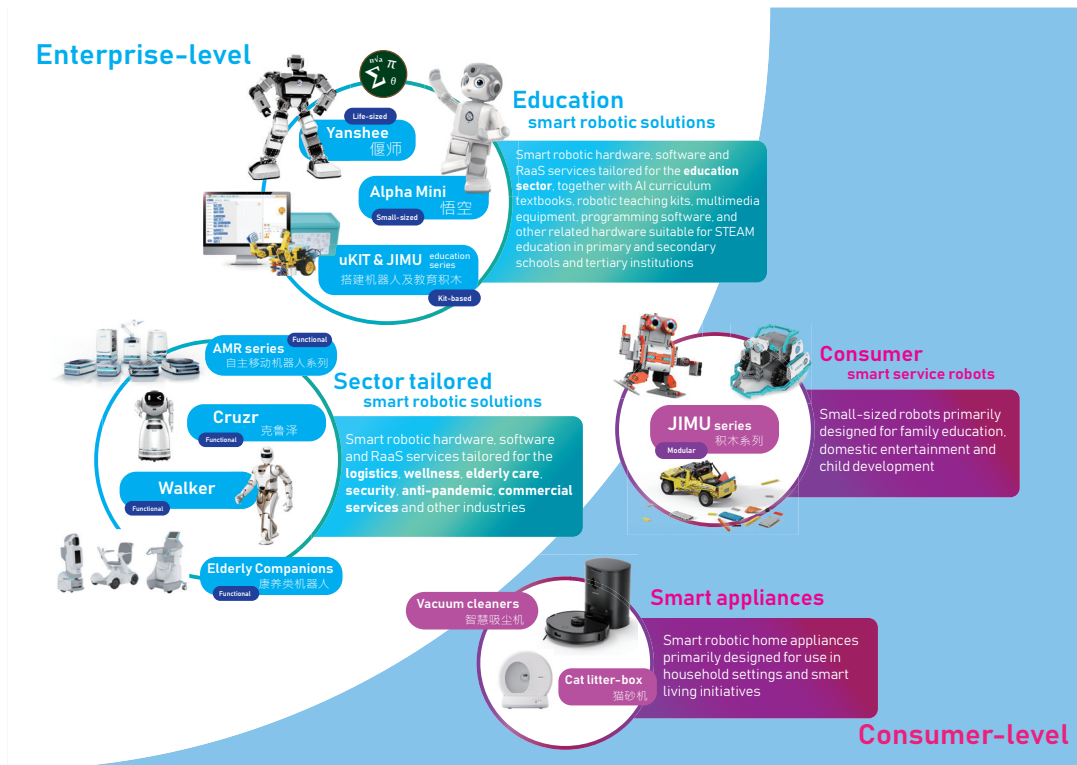 Enterprise-level
n√a π
Σ θ
Life-sized
Yanshee
偃师
Alpha Mini
悟空
Small-sized
uKIT & JIMU education series
搭建机器人及教育积木
Kit-based
Education
smart robotic solutions
Smart robotic hardware, software and
RaaS services tailored for the education
sector, together with AI curriculum
textbooks, robotic teaching kits, multimedia
equipment, programming software, and
other related hardware suitable for STEAM
education in primary and secondary
schools and tertiary institutions
AMR series
Functional
自主移动机器人系列
Cruzr
克鲁泽
Functional
Walker
Functional
Elderly Companions
康养类机器人
Functional
Sector tailored
smart robotic solutions
Smart robotic hardware, software
and RaaS services tailored for the
logistics, wellness, elderly care,
security, anti-pandemic, commercial
services and other industries
JIMU series
积木系列
Modular
Consumer
smart service robots
Small-sized robots primarily
designed for family education,
domestic entertainment and
child development
Vacuum cleaners
智慧吸尘机
Cat litter-box
猫砂机
Smart appliances
Smart robotic home appliances
primarily designed for use in
household settings and smart
living initiatives
Consumer-level